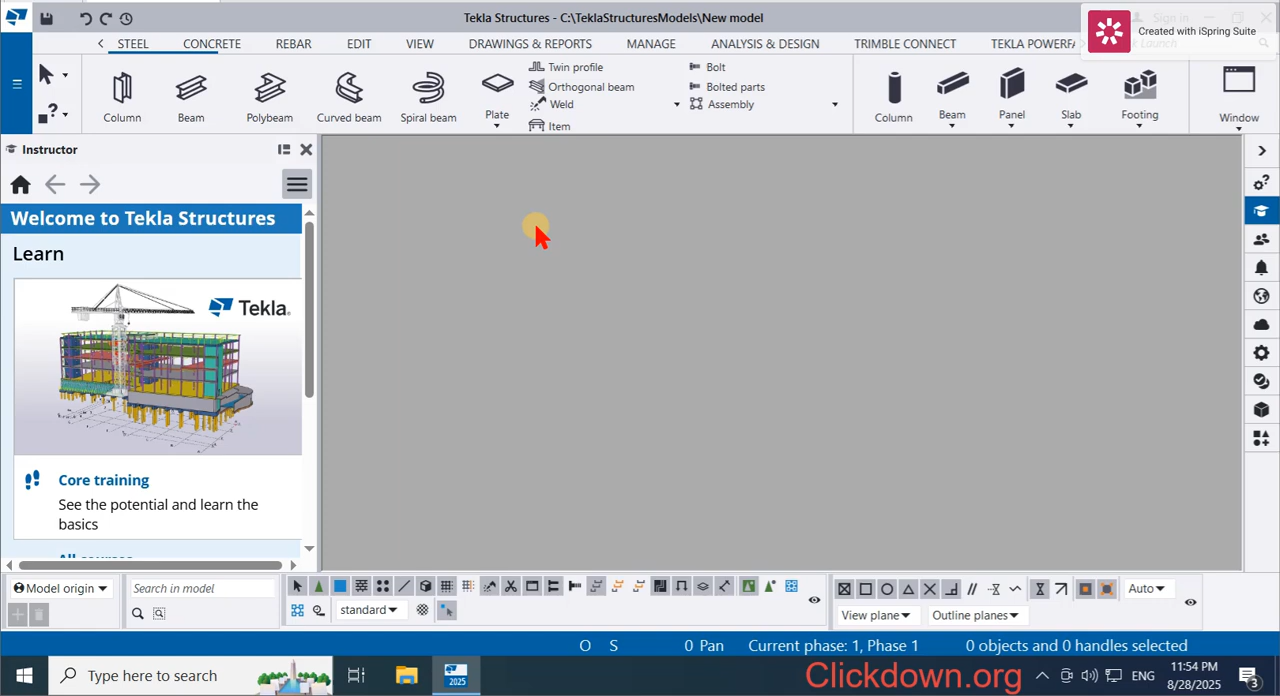 Tekla Structures - C:\TeklaStructuresModels\New model
Created with iSpring Suite
STEEL CONCRETE REBAR EDIT VIEW DRAWINGS & REPORTS MANAGE ANALYSIS & DESIGN TRIMBLE CONNECT TEKLA POWERFA
Column
Beam
Polybeam
Curved beam
Spiral beam
Plate
Twin profile
Orthogonal beam
Weld
Item
Bolt
Bolted parts
Assembly
Column
Beam
Panel
Slab
Footing
Window
Instructor
Welcome to Tekla Structures
Learn
Tekla.
Core training
See the potential and learn the
basics
Model origin
Search in model
standard
Auto
View plane
Outline planes
O S 0 Pan Current phase: 1, Phase 1 0 objects and 0 handles selected
Type here to search
2025
Clickdown.org
ENG
11:54 PM
8/28/2025
3